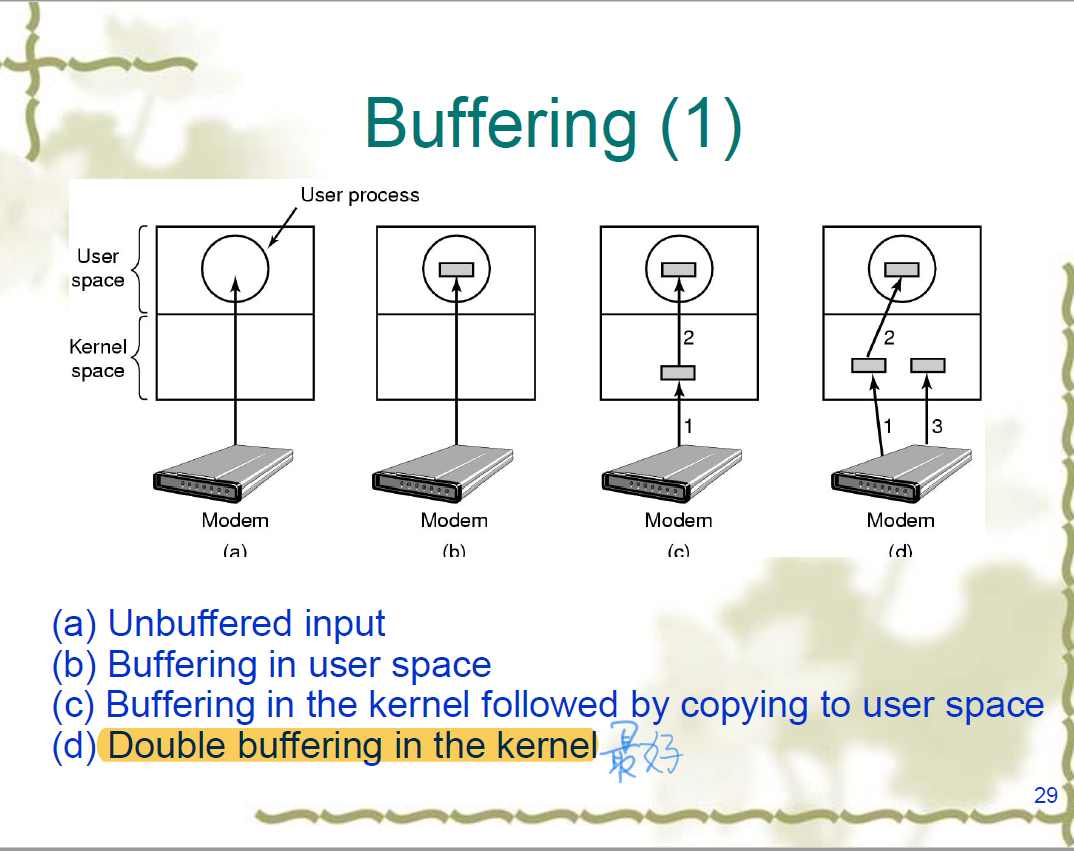 Buffering (1)
User process
User
space
Kernel
space
2
1
2
1
3
Modem
Modem
Modem
Modem
(a)
(b)
(c)
(d)
(a) Unbuffered input
(b) Buffering in user space
(c) Buffering in the kernel followed by copying to user space
(d) Double buffering in the kernel 最好
29